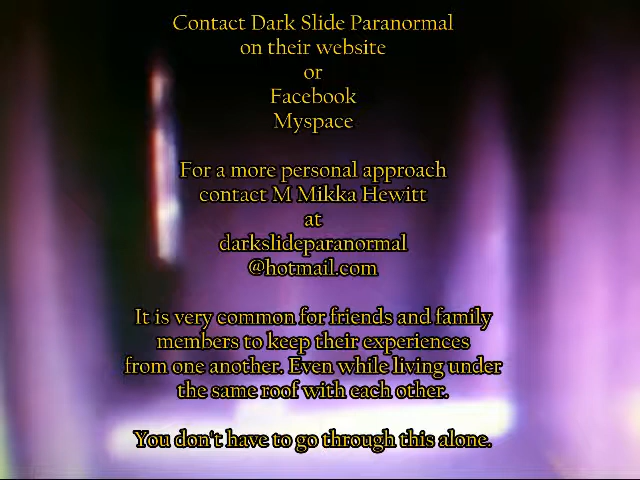 Contact Dark Slide Paranormal
on their website
or
Facebook
Myspace
For a more personal approach
contact M Mikka Hewitt
at
darkslideparanormal
@hotmail.com
It is very common for friends and family
members to keep their experiences
from one another. Even while living under
the same roof with each other.
You don't have to go through this alone.